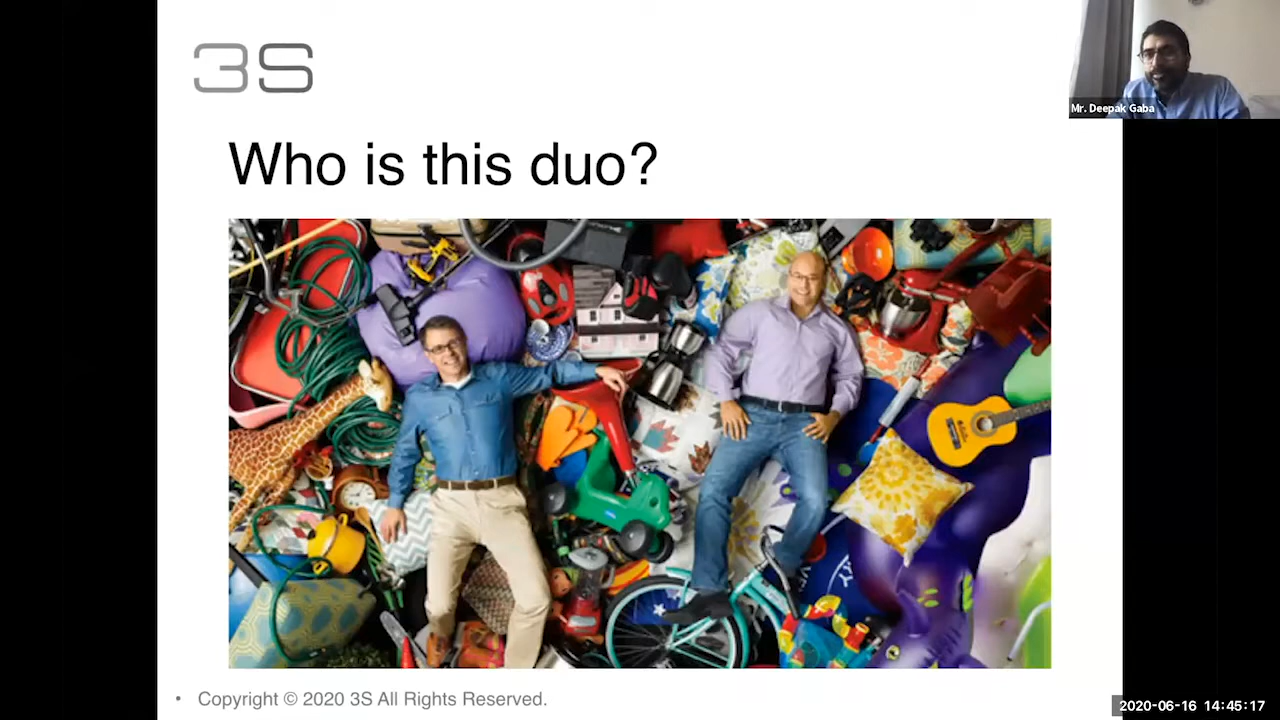 3S
Mr. Deepak Gaba
Who is this duo?
• Copyright © 2020 3S All Rights Reserved.
2020-06-16 14:45:17